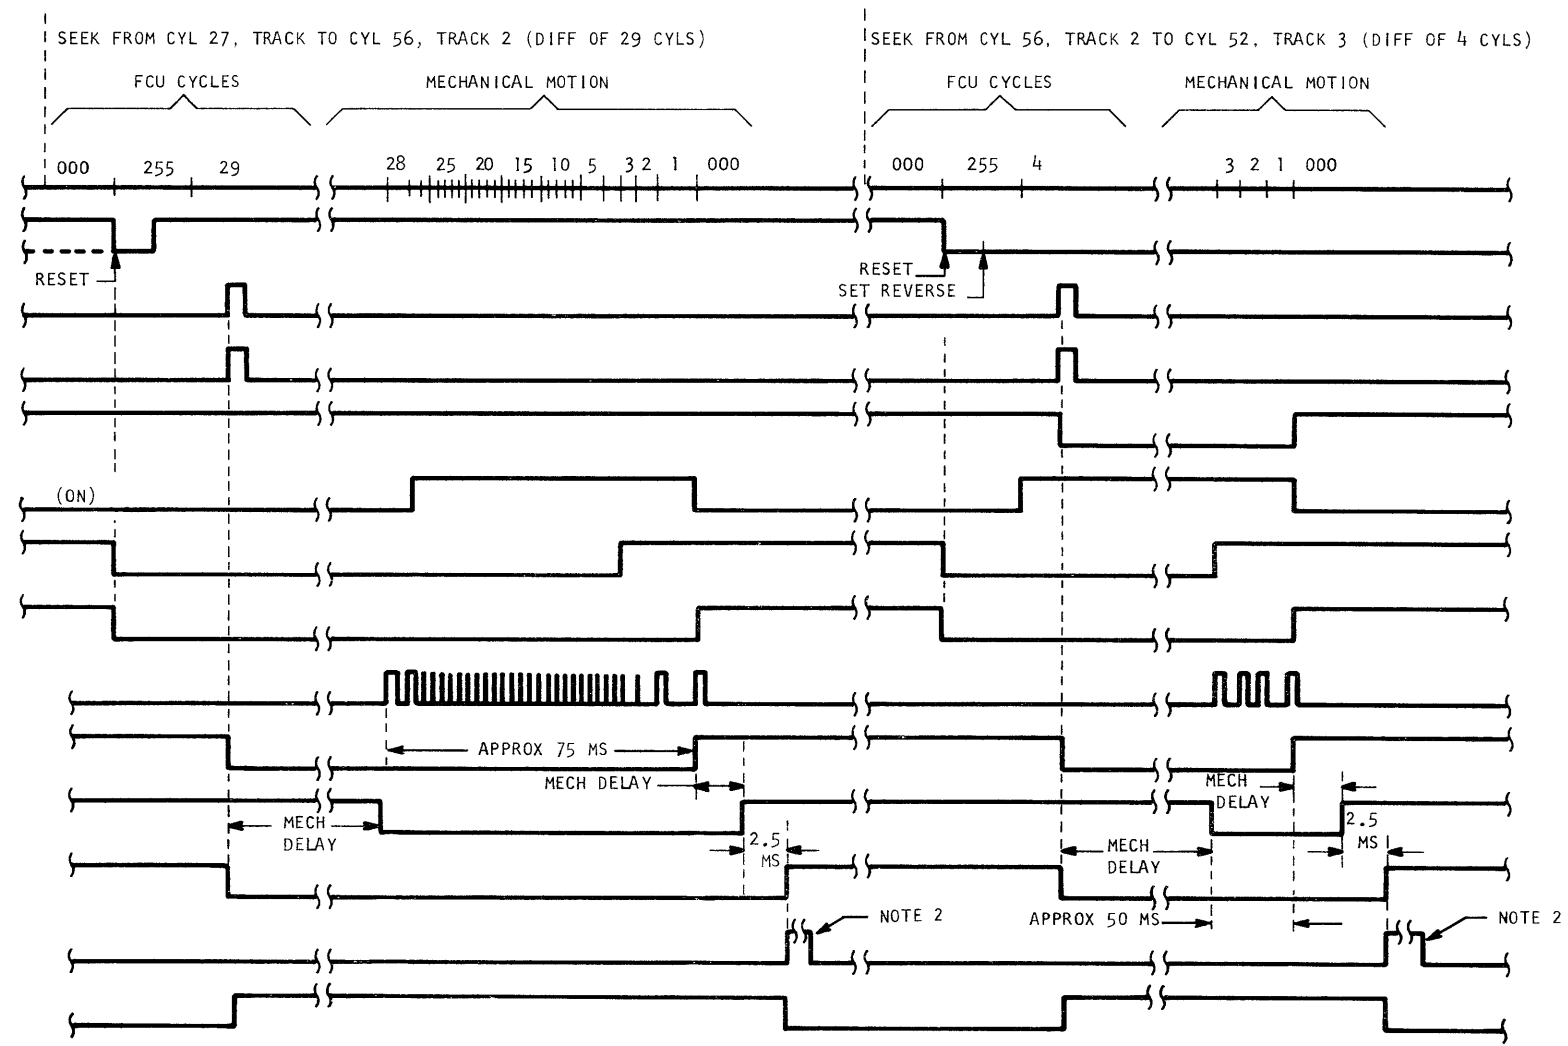 SEEK FROM CYL 27, TRACK TO CYL 56, TRACK 2 (DIFF OF 29 CYLS)
SEEK FROM CYL 56, TRACK 2 TO CYL 52, TRACK 3 (DIFF OF 4 CYLS)
FCU CYCLES
MECHANICAL MOTION
FCU CYCLES
MECHANICAL MOTION
000 255 29 28 25 20 15 10 5 3 2 1 000
000 255 4 3 2 1 000
RESET
RESET
SET REVERSE
(ON)
APPROX 75 MS
MECH DELAY
MECH
DELAY
MECH
DELAY
2.5
MS
MECH
DELAY
2.5
MS
NOTE 2
APPROX 50 MS
NOTE 2